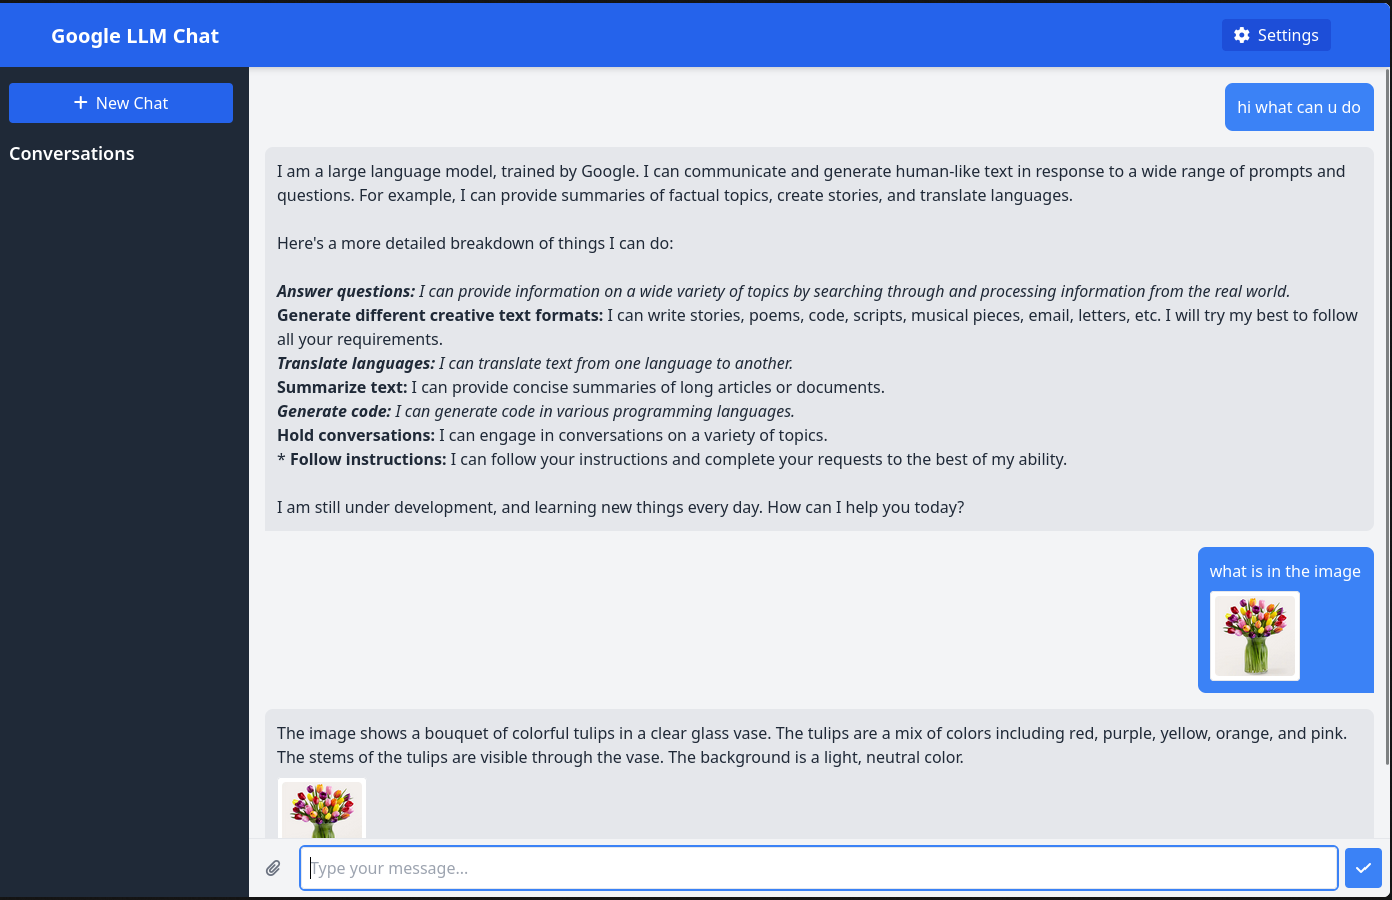 Google LLM Chat
Settings
New Chat
Conversations
hi what can u do
I am a large language model, trained by Google. I can communicate and generate human-like text in response to a wide range of prompts and
questions. For example, I can provide summaries of factual topics, create stories, and translate languages.
Here's a more detailed breakdown of things I can do:
Answer questions: I can provide information on a wide variety of topics by searching through and processing information from the real world.
Generate different creative text formats: I can write stories, poems, code, scripts, musical pieces, email, letters, etc. I will try my best to follow
all your requirements.
Translate languages: I can translate text from one language to another.
Summarize text: I can provide concise summaries of long articles or documents.
Generate code: I can generate code in various programming languages.
Hold conversations: I can engage in conversations on a variety of topics.
* Follow instructions: I can follow your instructions and complete your requests to the best of my ability.
I am still under development, and learning new things every day. How can I help you today?
what is in the image
The image shows a bouquet of colorful tulips in a clear glass vase. The tulips are a mix of colors including red, purple, yellow, orange, and pink.
The stems of the tulips are visible through the vase. The background is a light, neutral color.
Type your message...